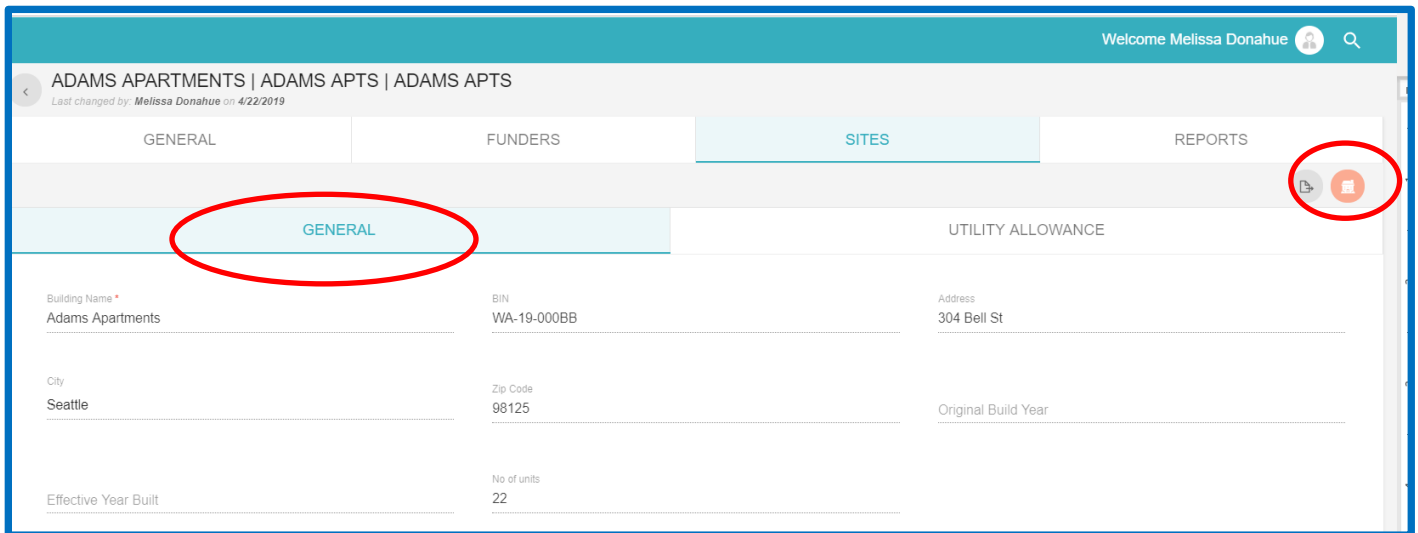 Welcome Melissa Donahue
ADAMS APARTMENTS | ADAMS APTS | ADAMS APTS
Last changed by: Melissa Donahue on 4/22/2019
GENERAL FUNDERS SITES REPORTS
GENERAL UTILITY ALLOWANCE
Building Name * BIN Address
Adams Apartments WA-19-000BB 304 Bell St
City Zip Code
Seattle 98125 Original Build Year
No of units
Effective Year Built 22